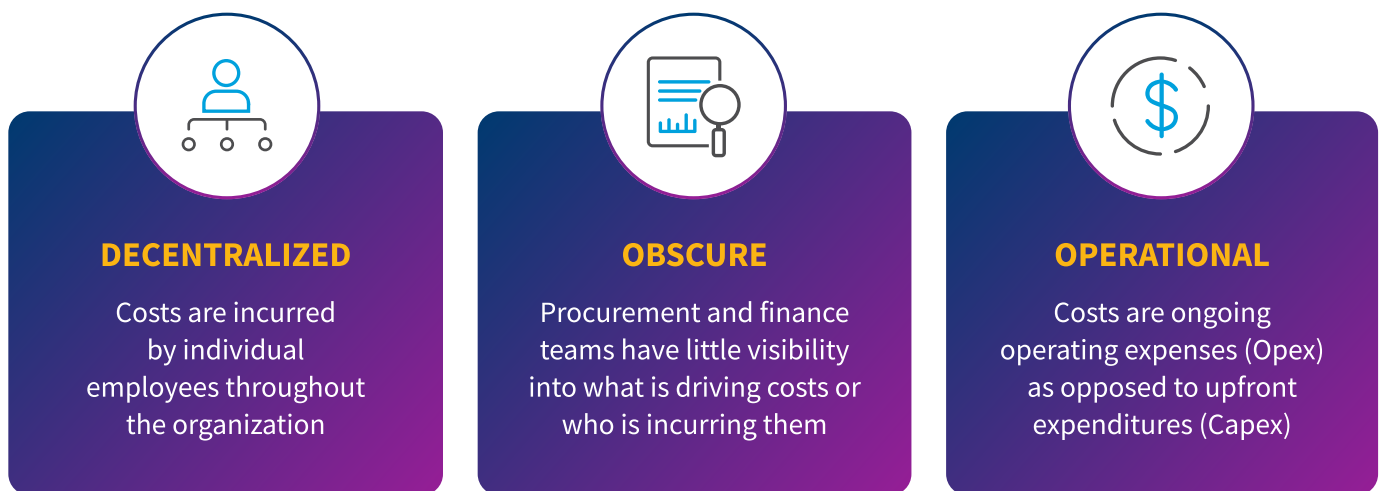 DECENTRALIZED
Costs are incurred
by individual
employees throughout
the organization
OBSCURE
Procurement and finance
teams have little visibility
into what is driving costs or
who is incurring them
OPERATIONAL
Costs are ongoing
operating expenses (Opex)
as opposed to upfront
expenditures (Capex)